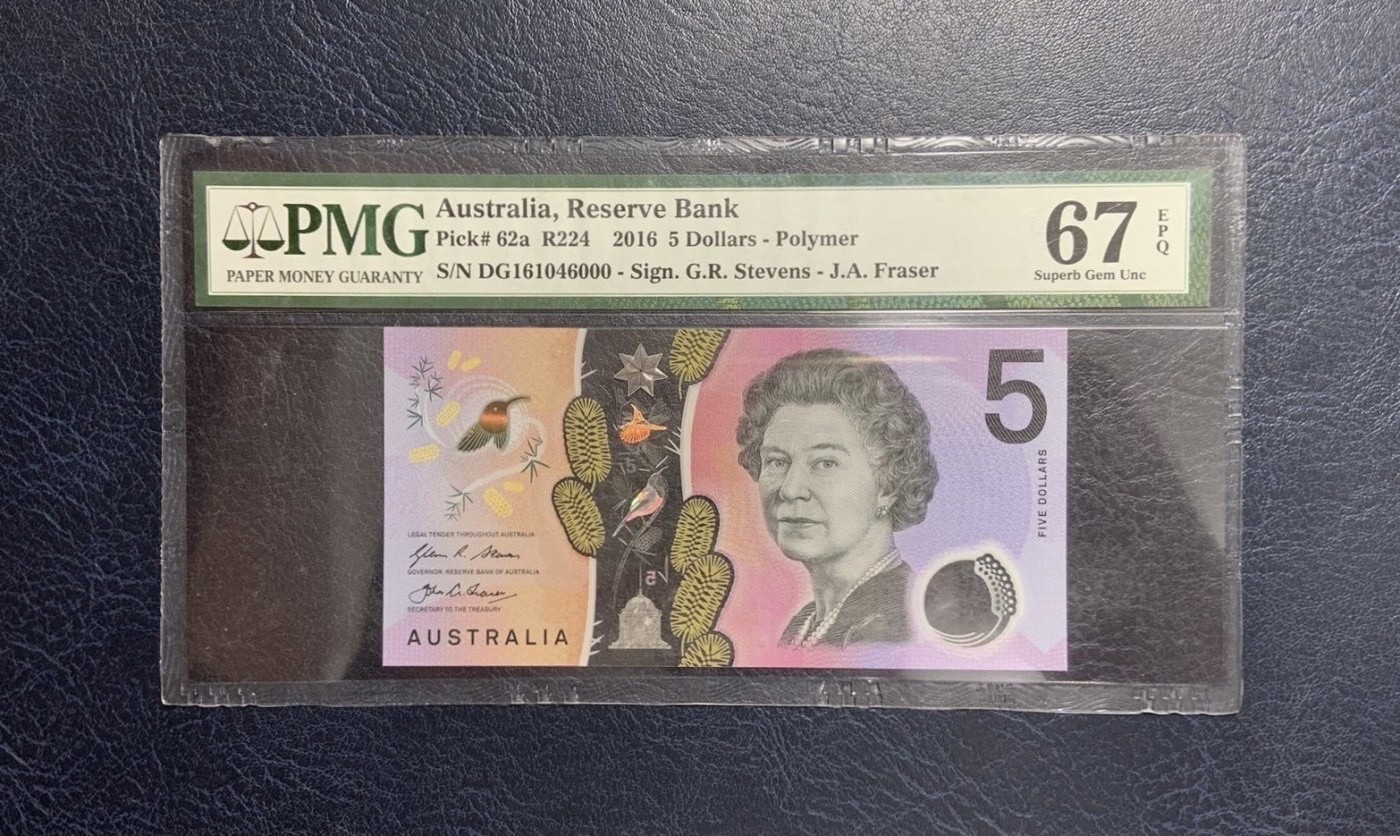 PMG
PAPER MONEY GUARANTY
Australia, Reserve Bank
Pick# 62a R224 2016 5 Dollars - Polymer
S/N DG161046000 - Sign. G.R. Stevens - J.A. Fraser
67
EPQ
Superb Gem Unc
5
FIVE DOLLARS
5
5
LEGAL TENDER THROUGHOUT AUSTRALIA
GOVERNOR, RESERVE BANK OF AUSTRALIA
SECRETARY TO THE TREASURY
AUSTRALIA